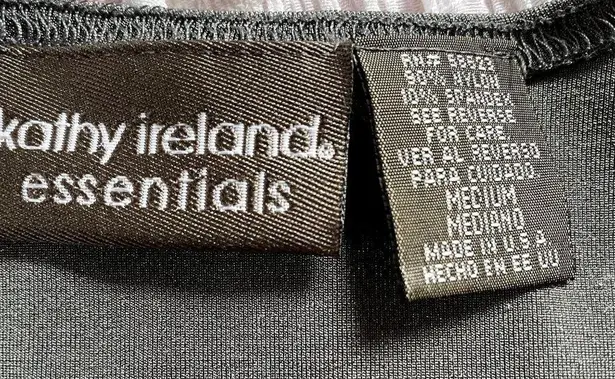 kathy ireland®
essentials
RN#
NYLON
10% SPANDEX
SEE REVERSE
FOR CARE
VER AL REVERSO
PARA CUIDADO
MEDIUM
MEDIANO
MADE IN U.S.A
HECHO EN EE UU